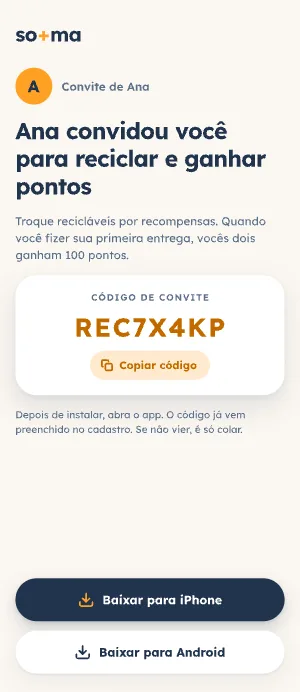 so+ma
A
Convite de Ana
Ana convidou você
para reciclar e ganhar
pontos
Troque recicláveis por recompensas. Quando
você fizer sua primeira entrega, vocês dois
ganham 100 pontos.
CÓDIGO DE CONVITE
REC7X4KP
Copiar código
Depois de instalar, abra o app. O código já vem
preenchido no cadastro. Se não vier, é só colar.
Baixar para iPhone
Baixar para Android